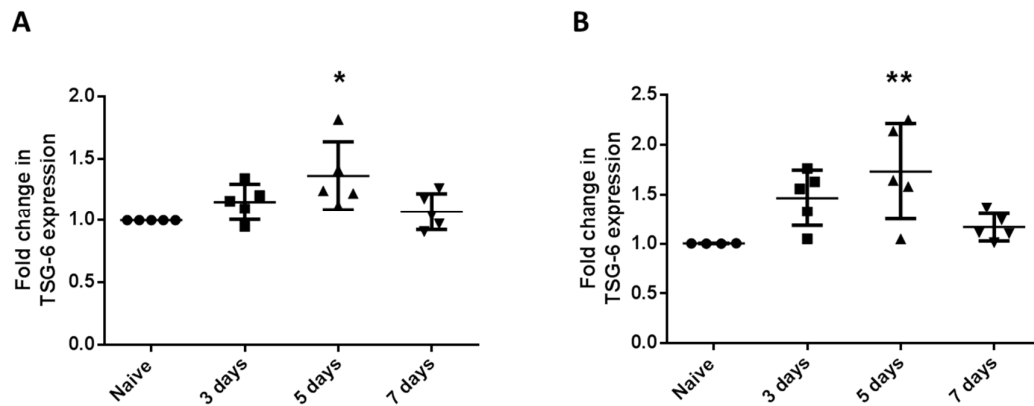 A
Fold change in
TSG-6 expression
2.0
1.5
1.0
0.5
0.0
*
Naive
3 days
5 days
7 days
B
Fold change in
TSG-6 expression
2.5
2.0
1.5
1.0
0.5
0.0
**
Naive
3 days
5 days
7 days